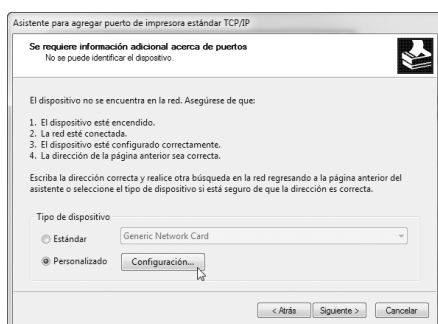 Asistente para agregar puerto de impresora estándar TCP/IP
Se requiere información adicional acerca de puertos
No se puede identificar el dispositivo.
El dispositivo no se encuentra en la red. Asegúrese de que:
1. El dispositivo esté encendido.
2. La red esté conectada.
3. El dispositivo esté configurado correctamente.
4. La dirección de la página anterior sea correcta.
Escriba la dirección correcta y realice otra búsqueda en la red regresando a la página anterior del
asistente o seleccione el tipo de dispositivo si está seguro de que la dirección es correcta.
Tipo de dispositivo
Estándar
Generic Network Card
Personalizado
Configuración...
< Atrás
Siguiente >
Cancelar